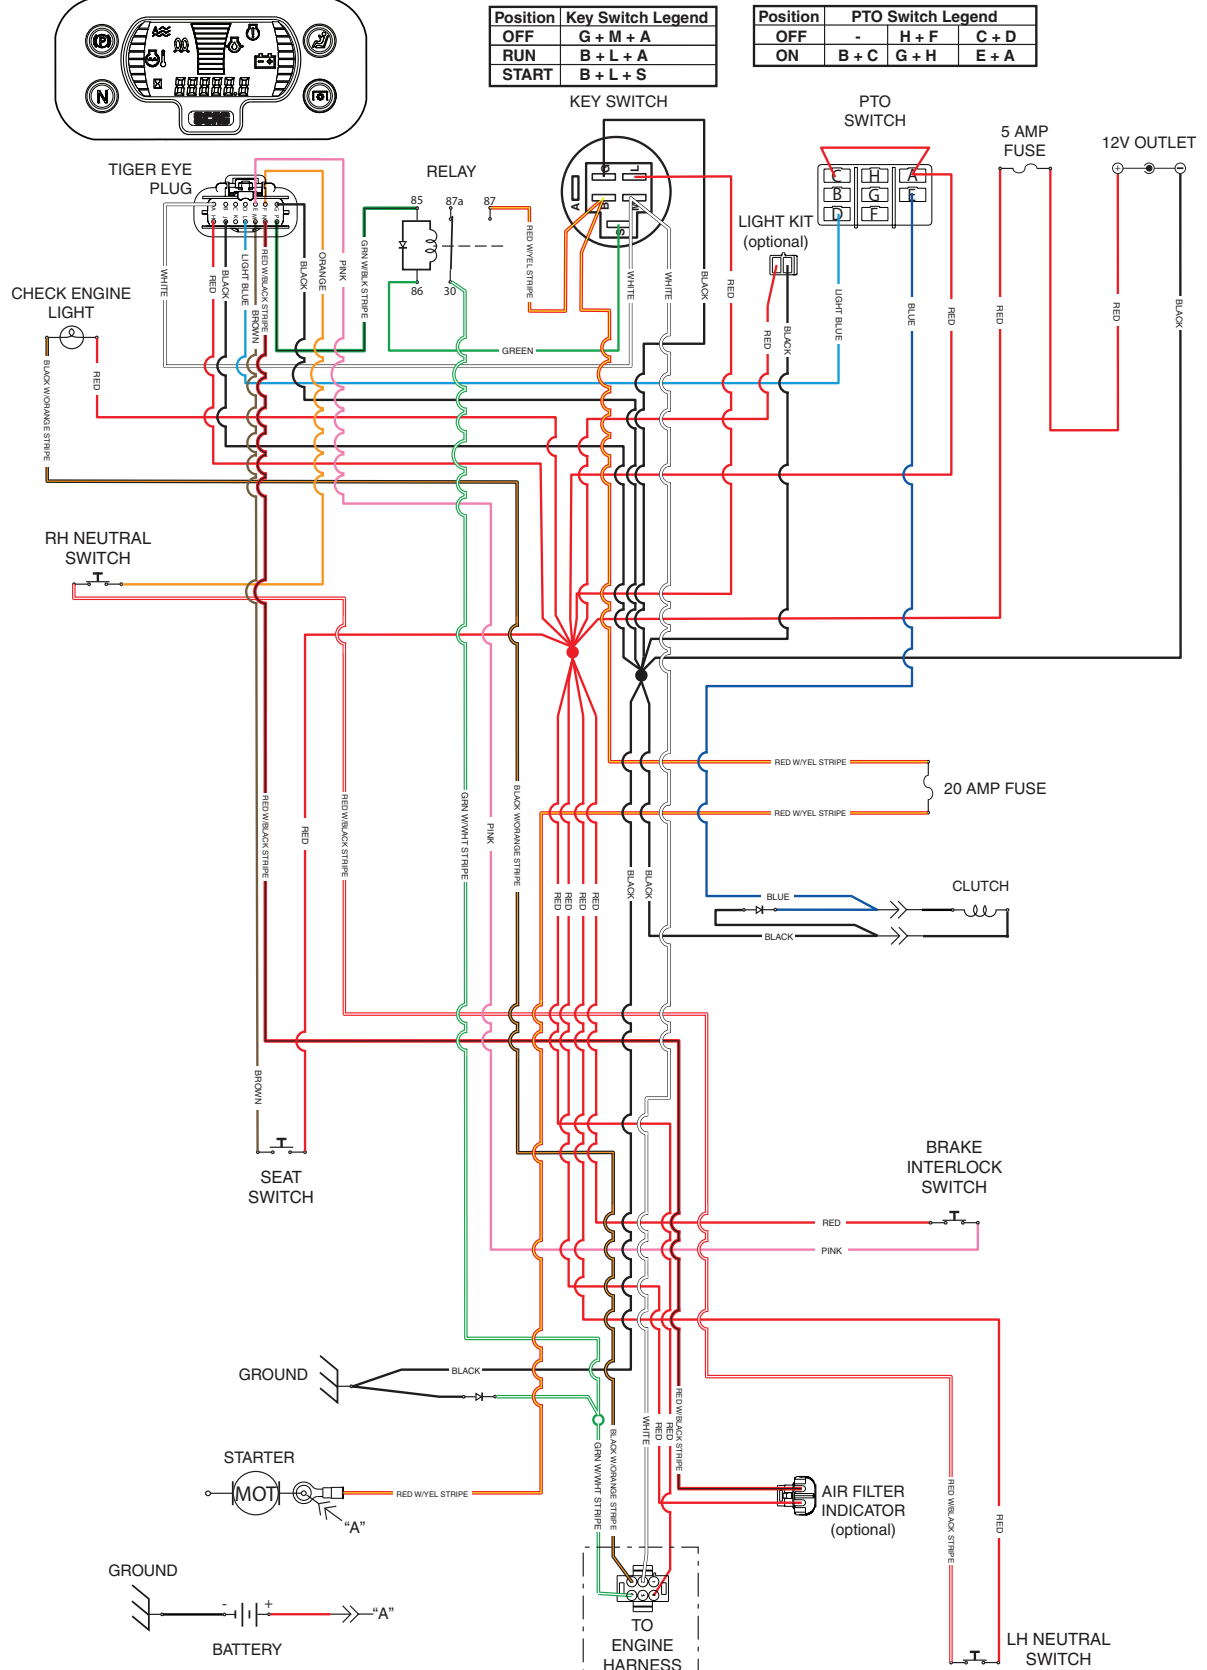 Position Key Switch Legend
OFF G + M + A
RUN B + L + A
START B + L + S
Position PTO Switch Legend
OFF - H + F C + D
ON B + C G + H E + A
N
SCAG
KEY SWITCH
PTO
SWITCH
5 AMP
FUSE
12V OUTLET
TIGER EYE
PLUG
RELAY
85 87a 87
86 30
G L
A B M
S
C H A
B G E
D F
LIGHT KIT
(optional)
CHECK ENGINE
LIGHT
WHITE
RED
BLACK
LIGHT BLUE
BROWN
RED W/BLACK STRIPE
BLACK
ORANGE
PINK
GRN W/BLK STRIPE
RED W/YEL STRIPE
GREEN
WHITE
WHITE
BLACK
RED
RED
BLACK
LIGHT BLUE
BLUE
RED
RED
RED
BLACK
BLACK W/ORANGE STRIPE
RED
RH NEUTRAL
SWITCH
RED W/YEL STRIPE
20 AMP FUSE
RED W/YEL STRIPE
RED W/BLACK STRIPE
RED
RED W/BLACK STRIPE
GRN W/WHT STRIPE
PINK
BLACK W/ORANGE STRIPE
RED
RED
RED
RED
BLACK
BLACK
BLUE
CLUTCH
BLACK
BROWN
SEAT
SWITCH
BRAKE
INTERLOCK
SWITCH
RED
PINK
GROUND
BLACK
STARTER
MOT
RED W/YEL STRIPE
"A"
GRN W/WHT STRIPE
BLACK W/ORANGE STRIPE
WHITE
RED
RED
RED W/BLACK STRIPE
AIR FILTER
INDICATOR
(optional)
RED W/BLACK STRIPE
RED
GROUND
- +
"A"
BATTERY
TO
ENGINE
HARNESS
LH NEUTRAL
SWITCH